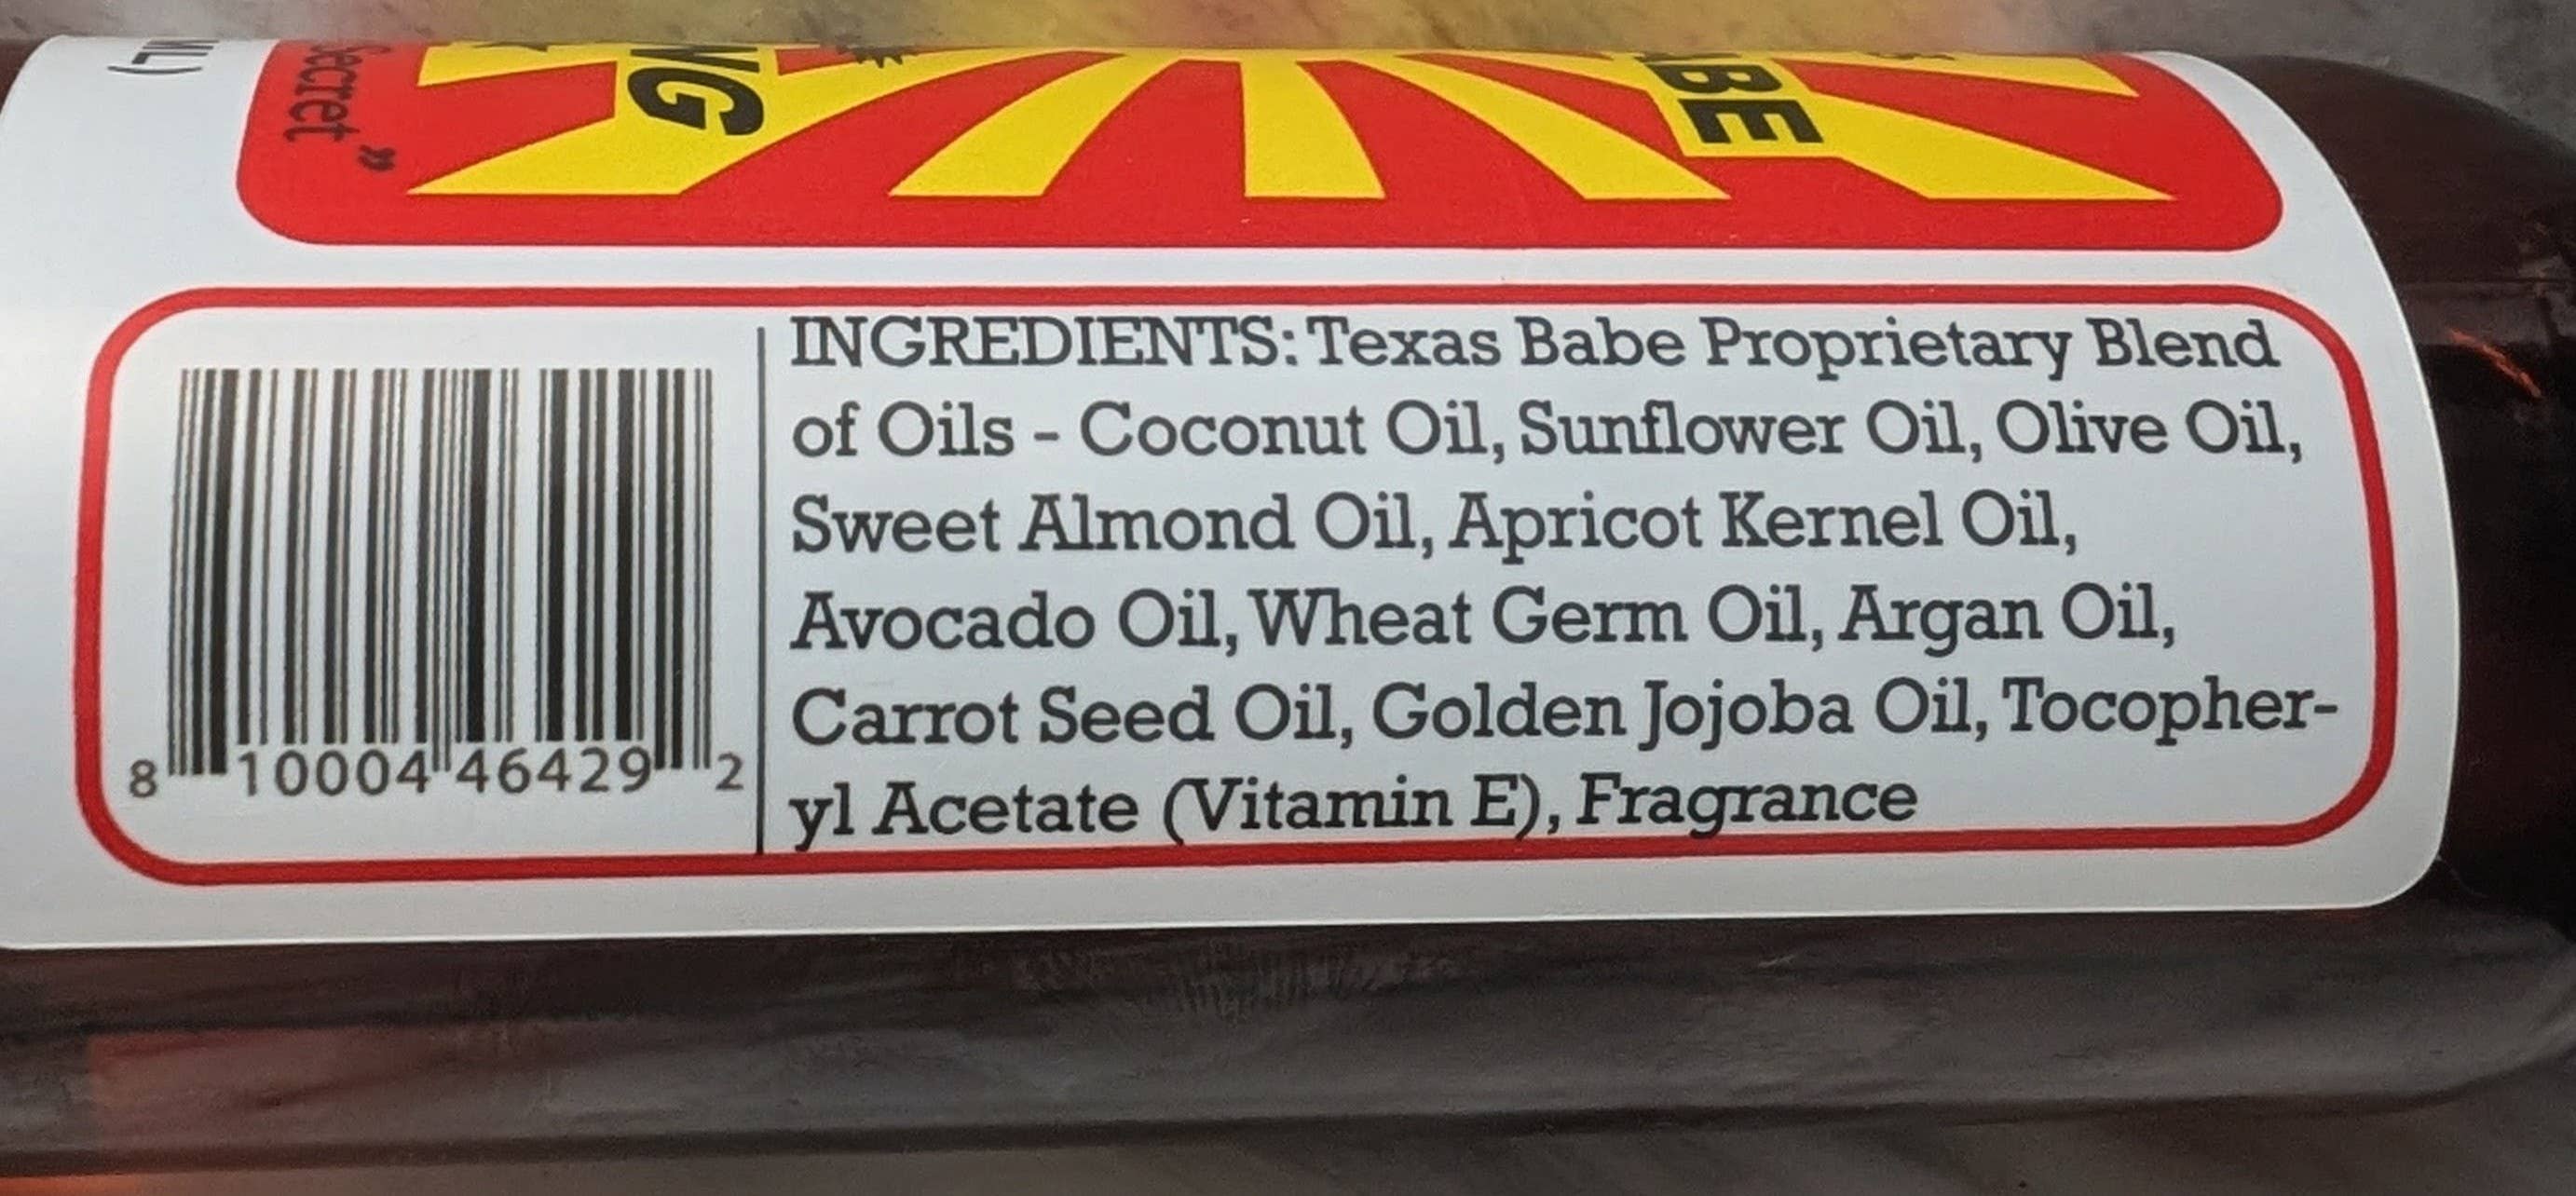 ML)
Secret”
NG
BE
INGREDIENTS: Texas Babe Proprietary Blend
of Oils - Coconut Oil, Sunflower Oil, Olive Oil,
Sweet Almond Oil, Apricot Kernel Oil,
Avocado Oil, Wheat Germ Oil, Argan Oil,
Carrot Seed Oil, Golden Jojoba Oil, Tocopher-
yl Acetate (Vitamin E), Fragrance
8 10004 46429 2